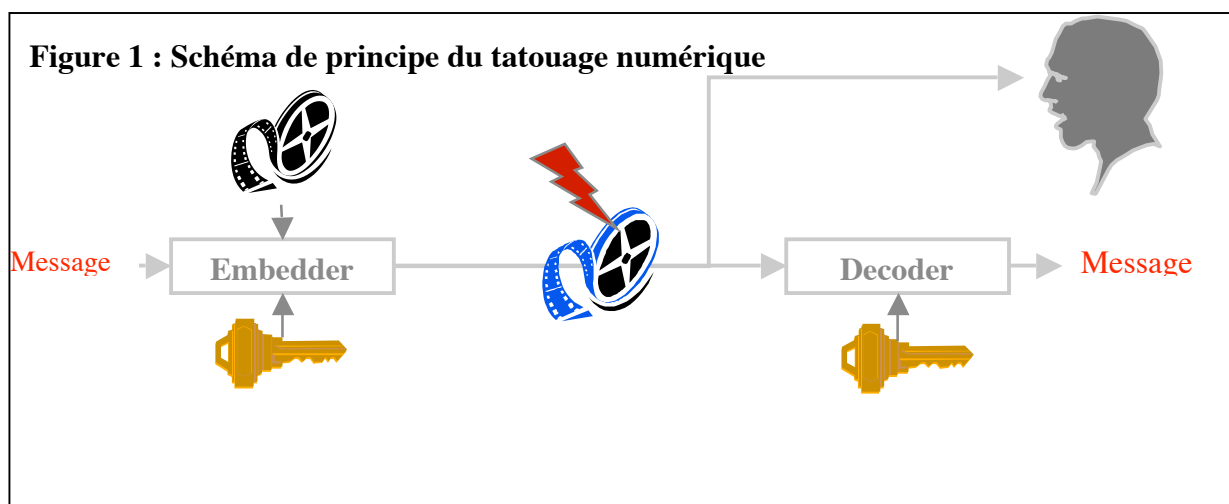 Figure 1 : Schéma de principe du tatouage numérique
Message
Embedder
Decoder
Message